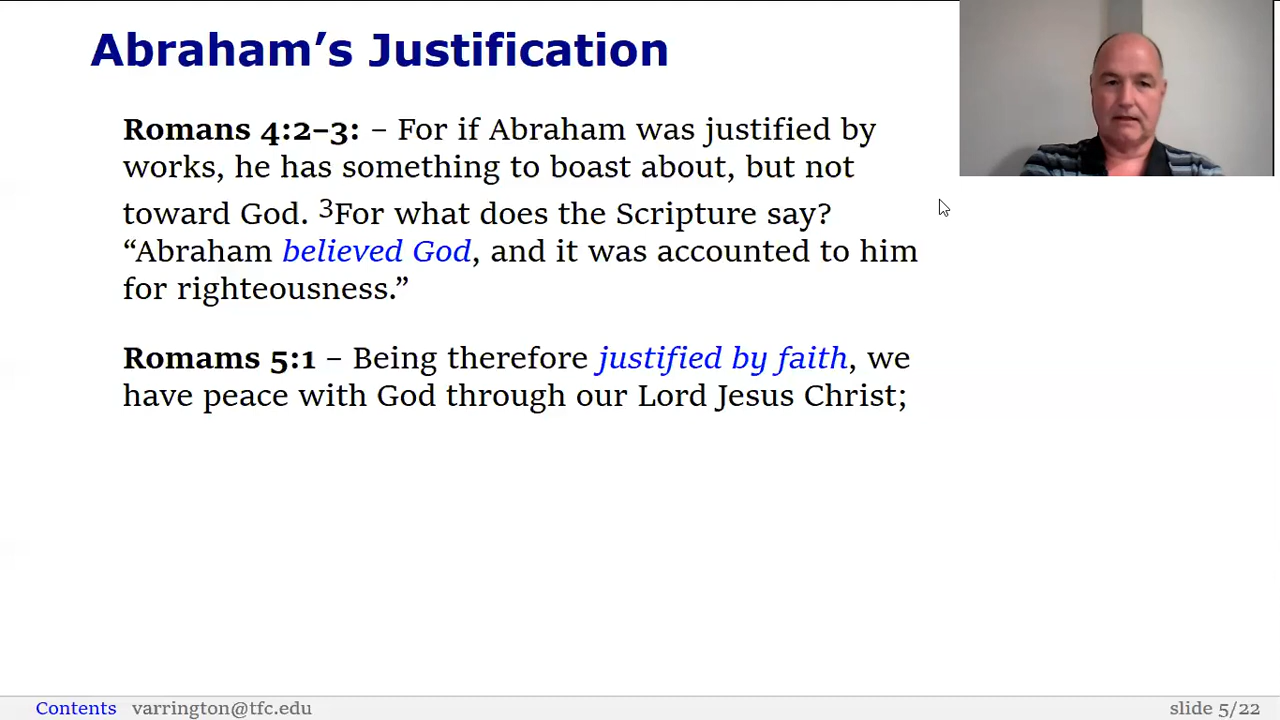 Abraham’s Justification
Romans 4:2–3: – For if Abraham was justified by
works, he has something to boast about, but not
toward God. 3For what does the Scripture say?
“Abraham believed God, and it was accounted to him
for righteousness.”
Romams 5:1 – Being therefore justified by faith, we
have peace with God through our Lord Jesus Christ;
Contents varrington@tfc.edu
slide 5/22